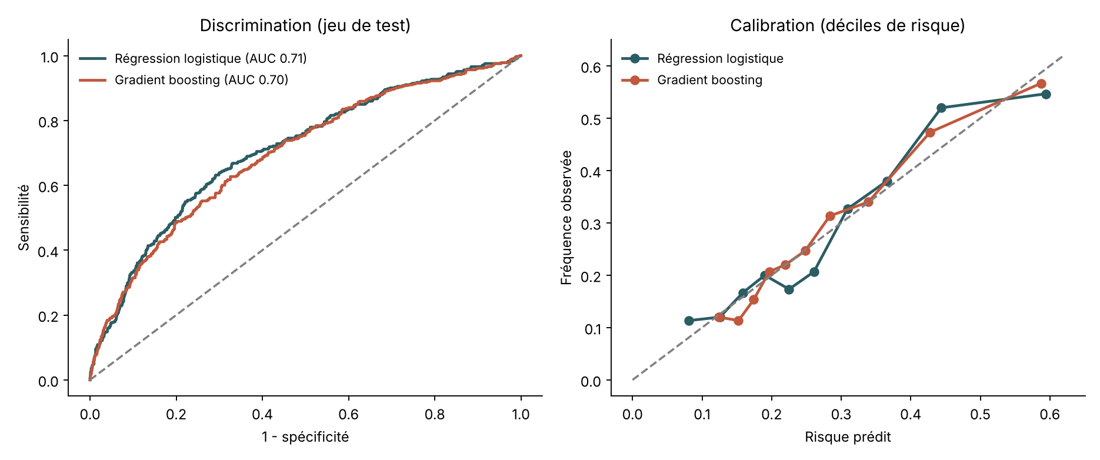 Discrimination (jeu de test)
Régression logistique (AUC 0.71)
Gradient boosting (AUC 0.70)
1.0
0.8
0.6
0.4
0.2
0.0
Sensibilité
0.0 0.2 0.4 0.6 0.8 1.0
1 - spécificité
Calibration (déciles de risque)
Régression logistique
Gradient boosting
0.6
0.5
0.4
0.3
0.2
0.1
0.0
Fréquence observée
0.0 0.1 0.2 0.3 0.4 0.5 0.6
Risque prédit